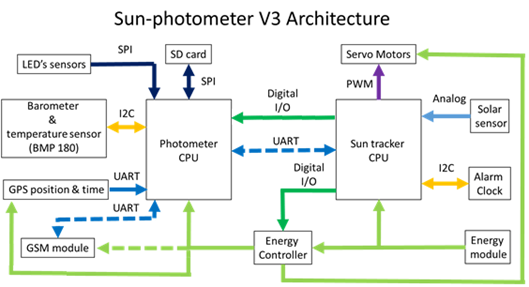 Sun-photometer V3 Architecture
SPI
LED's sensors
SD card
SPI
Servo Motors
PWM
Barometer
&
temperature sensor
(BMP 180)
I2C
Photometer
CPU
Digital
I/O
UART
Digital
I/O
Sun tracker
CPU
Analog
Solar
sensor
I2C
Alarm
Clock
GPS position & time
UART
UART
GSM module
Energy
Controller
Energy
module